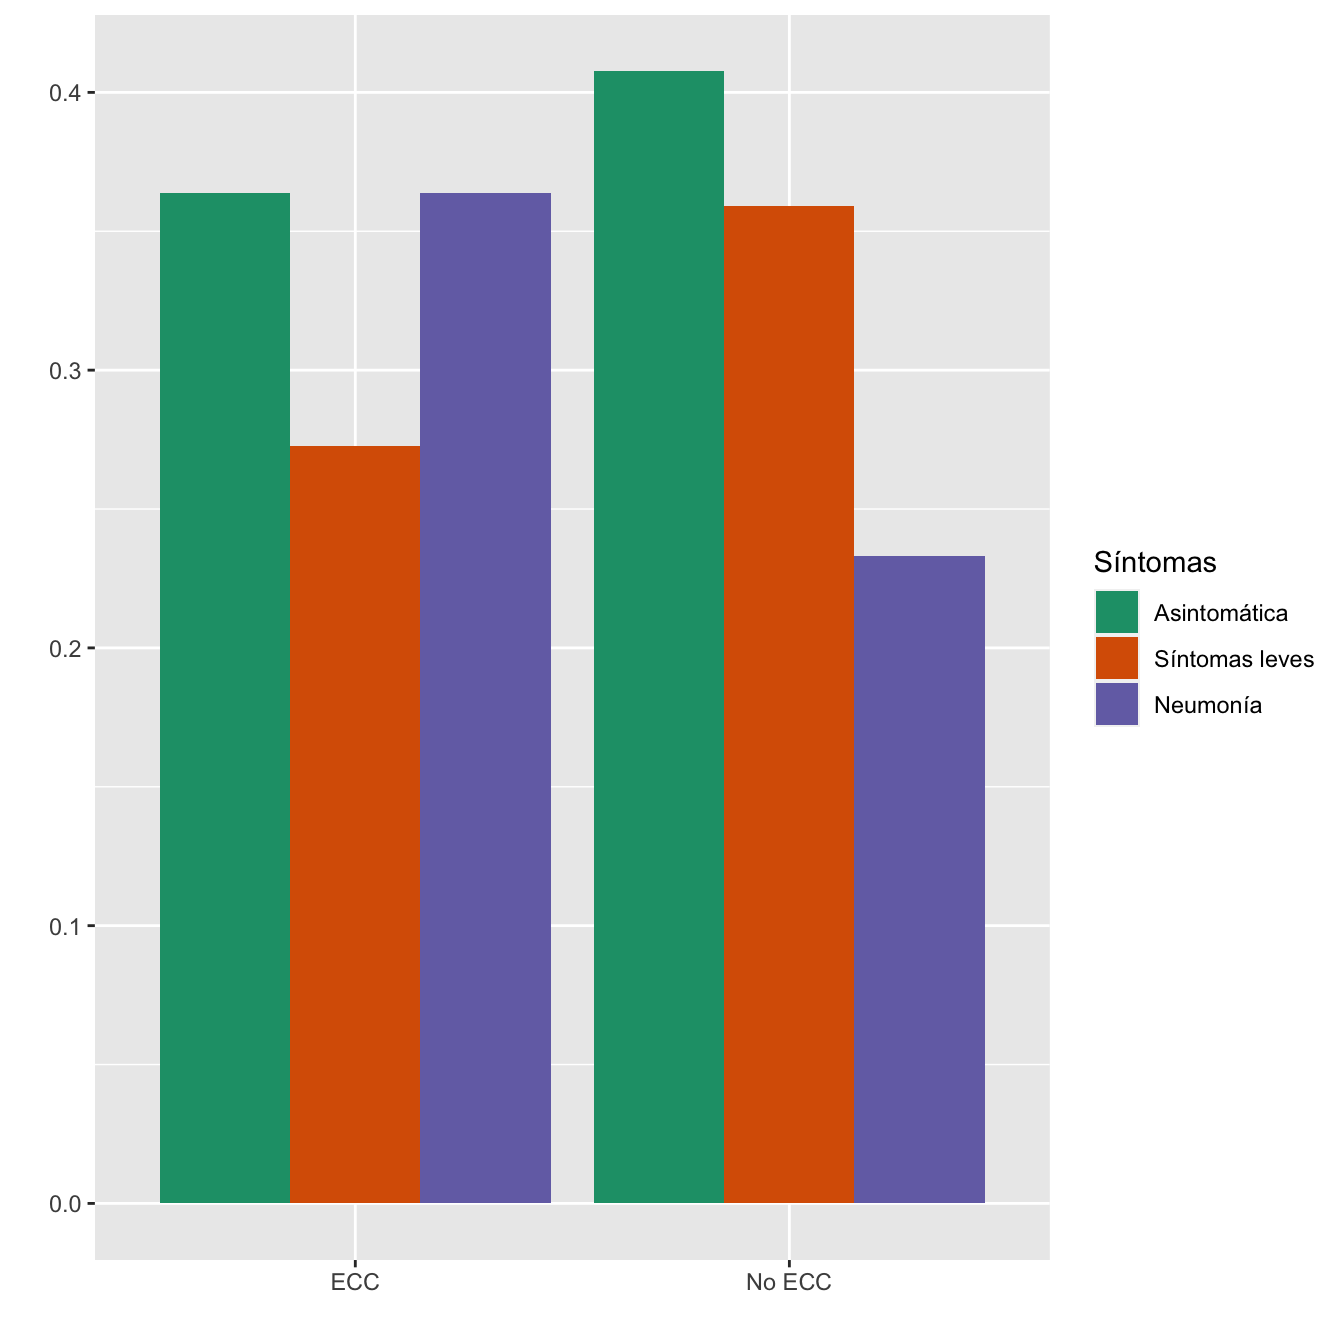 0.4
0.3
0.2
0.1
0.0
ECC
No ECC
Síntomas
Asintomática
Síntomas leves
Neumonía